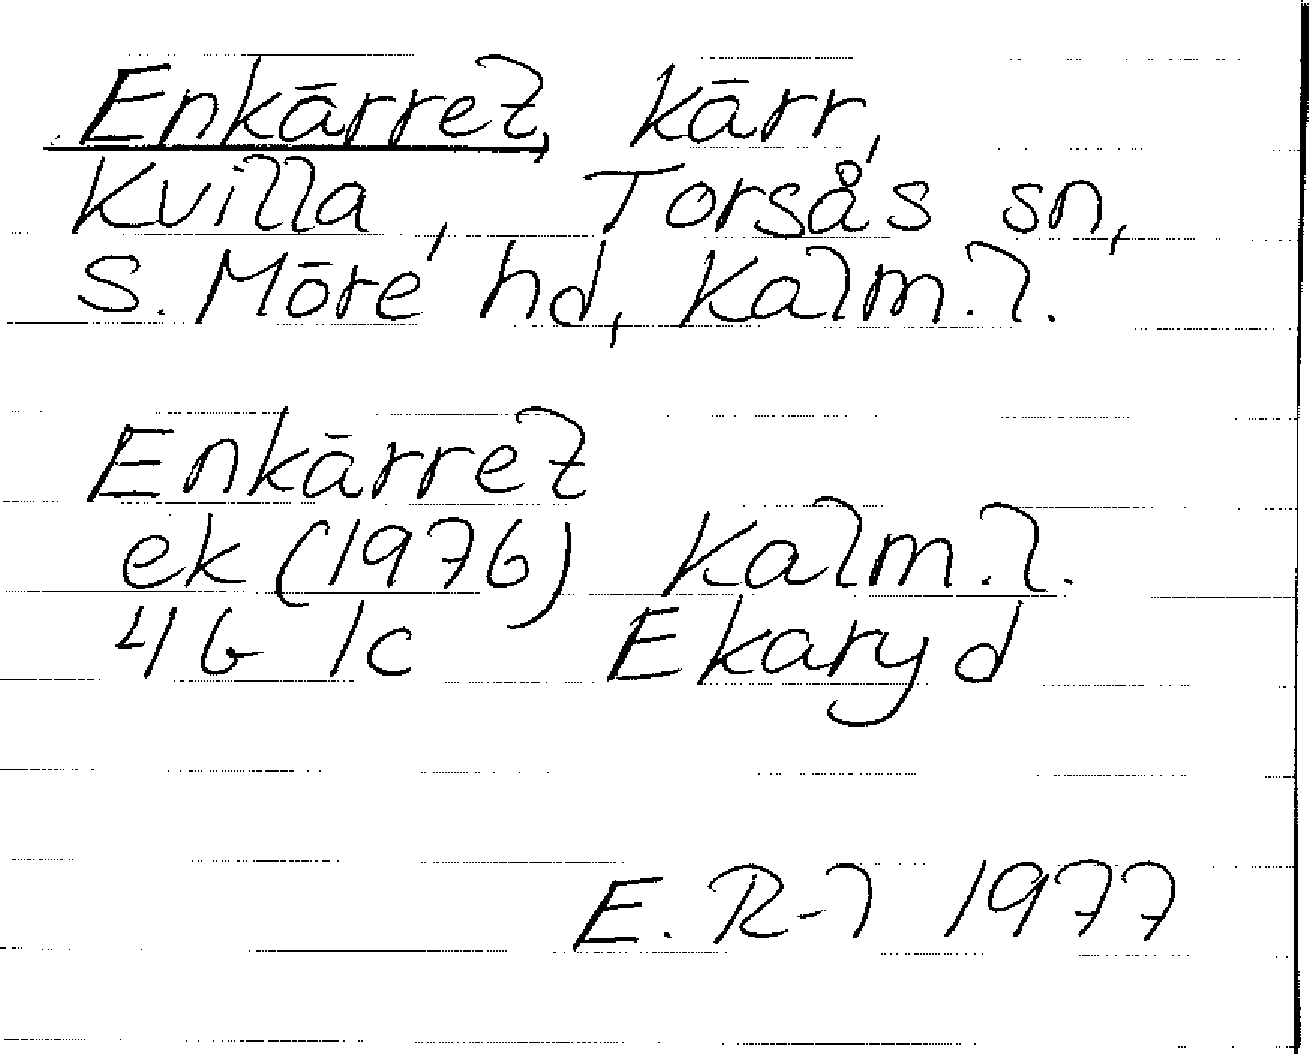 Enkärret, kärr,
Kvilla, Torsås sn,
S. Möre hd, Kalm. l.
Enkärret
ek (1976) Kalm. l.
4G 1c Ekaryd
E. R-l 1977